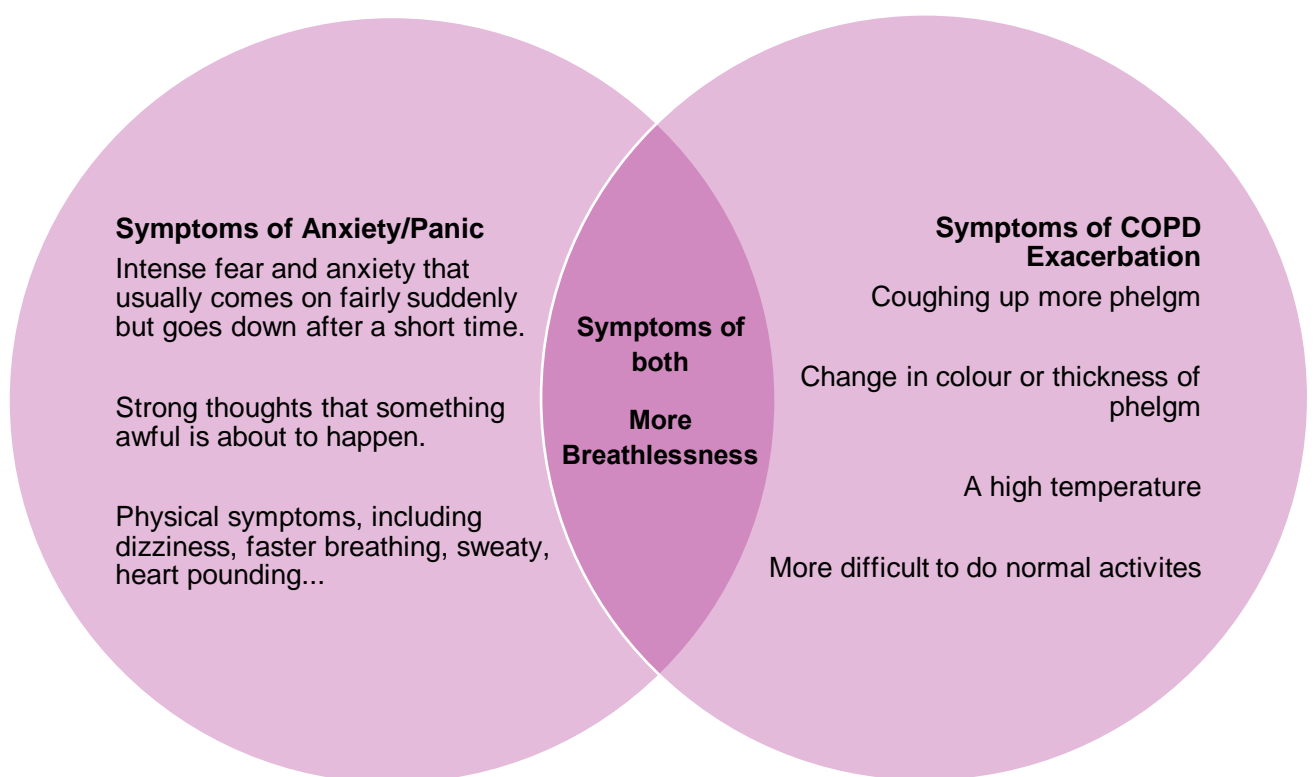 Symptoms of Anxiety/Panic
Intense fear and anxiety that
usually comes on fairly suddenly
but goes down after a short time.
Strong thoughts that something
awful is about to happen.
Physical symptoms, including
dizziness, faster breathing, sweaty,
heart pounding...
Symptoms of
both
More
Breathlessness
Symptoms of COPD
Exacerbation
Coughing up more phelgm
Change in colour or thickness of
phelgm
A high temperature
More difficult to do normal activites